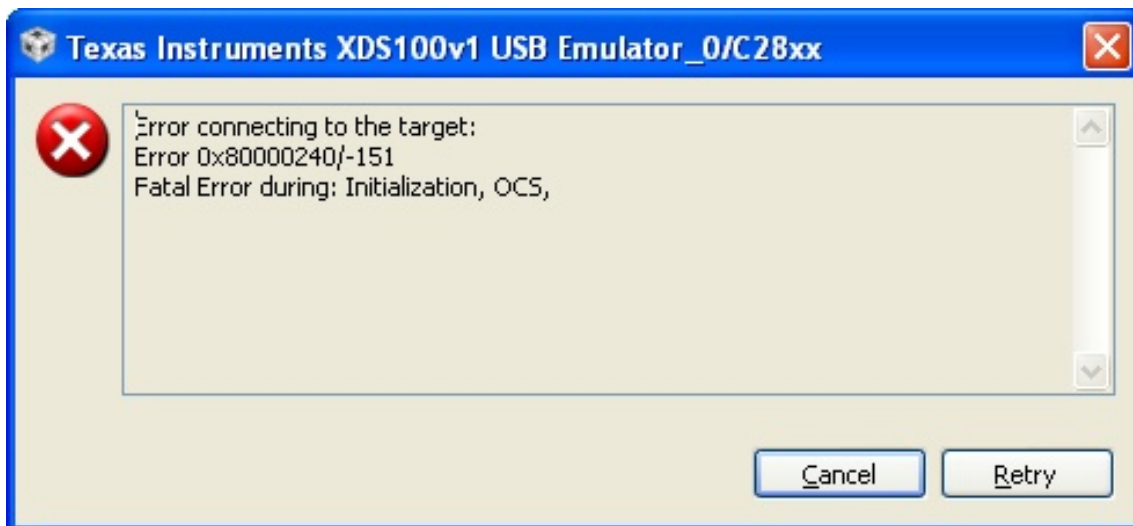 Texas Instruments XDS100v1 USB Emulator_0/C28xx
Error connecting to the target:
Error 0x80000240/-151
Fatal Error during: Initialization, OCS,
Cancel
Retry